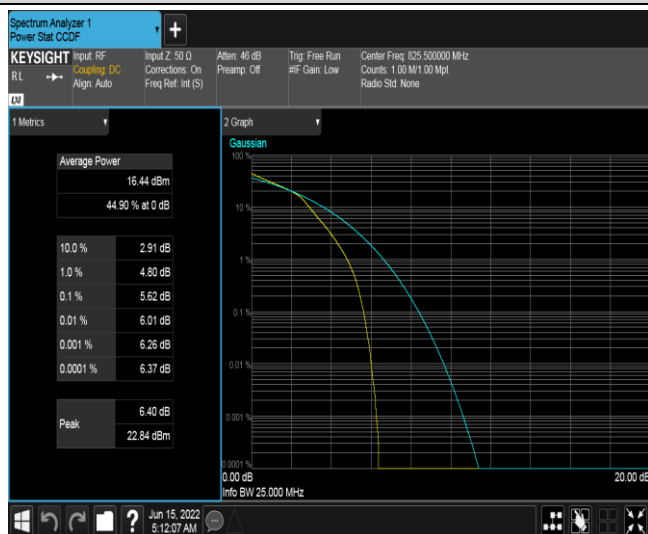 Spectrum Analyzer 1
Power Stat CCDF
+
KEYSIGHT
RL
LXI
Input: RF
Coupling: DC
Align: Auto
Input Z: 50 Ω
Corrections: On
Freq Ref: Int (S)
Atten: 46 dB
Preamp: Off
Trig: Free Run
#IF Gain: Low
Center Freq: 825.500000 MHz
Counts: 1.00 M/1.00 Mpt
Radio Std: None
1 Metrics
Average Power
16.44 dBm
44.90 % at 0 dB
10.0 % 2.91 dB
1.0 % 4.80 dB
0.1 % 5.62 dB
0.01 % 6.01 dB
0.001 % 6.26 dB
0.0001 % 6.37 dB
Peak
6.40 dB
22.84 dBm
2 Graph
Gaussian
100 %
10 %
1 %
0.1 %
0.01 %
0.001 %
0.0001 %
0.00 dB 20.00 dB
Info BW 25.000 MHz
?
Jun 15, 2022
5:12:07 AM